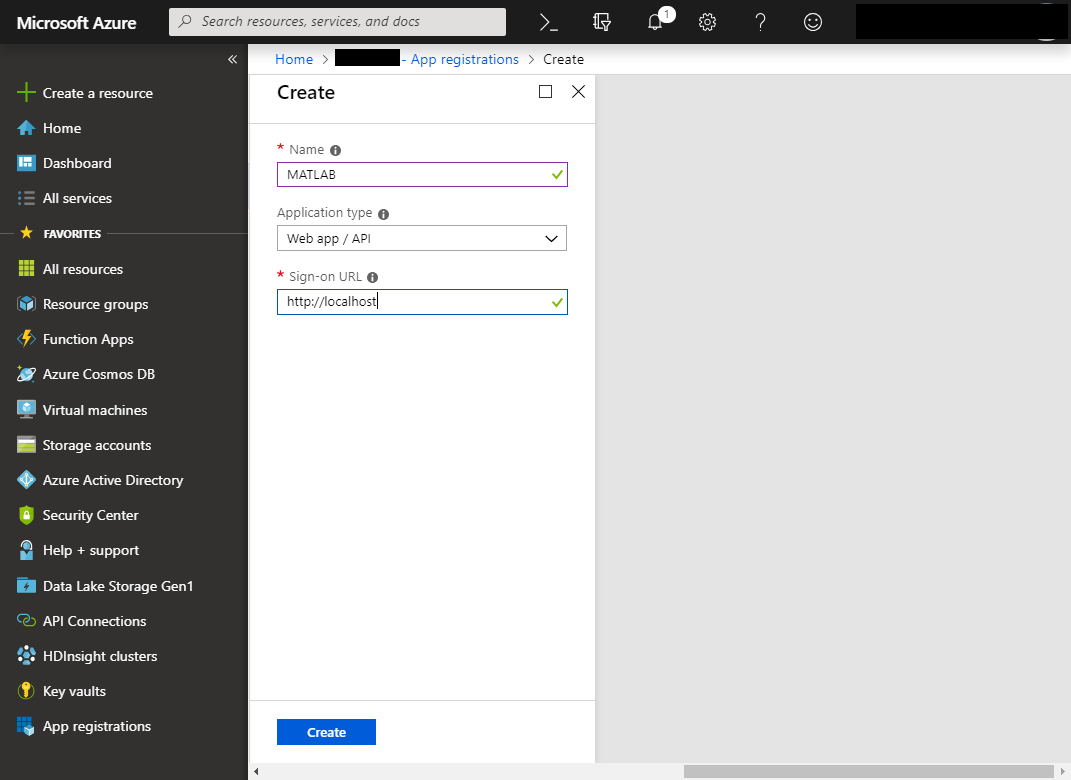 Microsoft Azure
Search resources, services, and docs
1
Home > - App registrations > Create
Create a resource
Home
Dashboard
All services
FAVORITES
All resources
Resource groups
Function Apps
Azure Cosmos DB
Virtual machines
Storage accounts
Azure Active Directory
Security Center
Help + support
Data Lake Storage Gen1
API Connections
HDInsight clusters
Key vaults
App registrations
Create
* Name
MATLAB
Application type
Web app / API
* Sign-on URL
http://localhost
Create